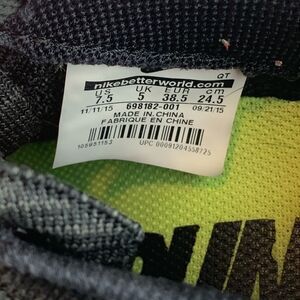 QT
nikebetterworld.com
US UK EUR cm
7.5 5 38.5 24.5
11/11/15 698182-001 09/21/15
MADE IN CHINA
FABRIQUE EN CHINE
UPC 00091204558725